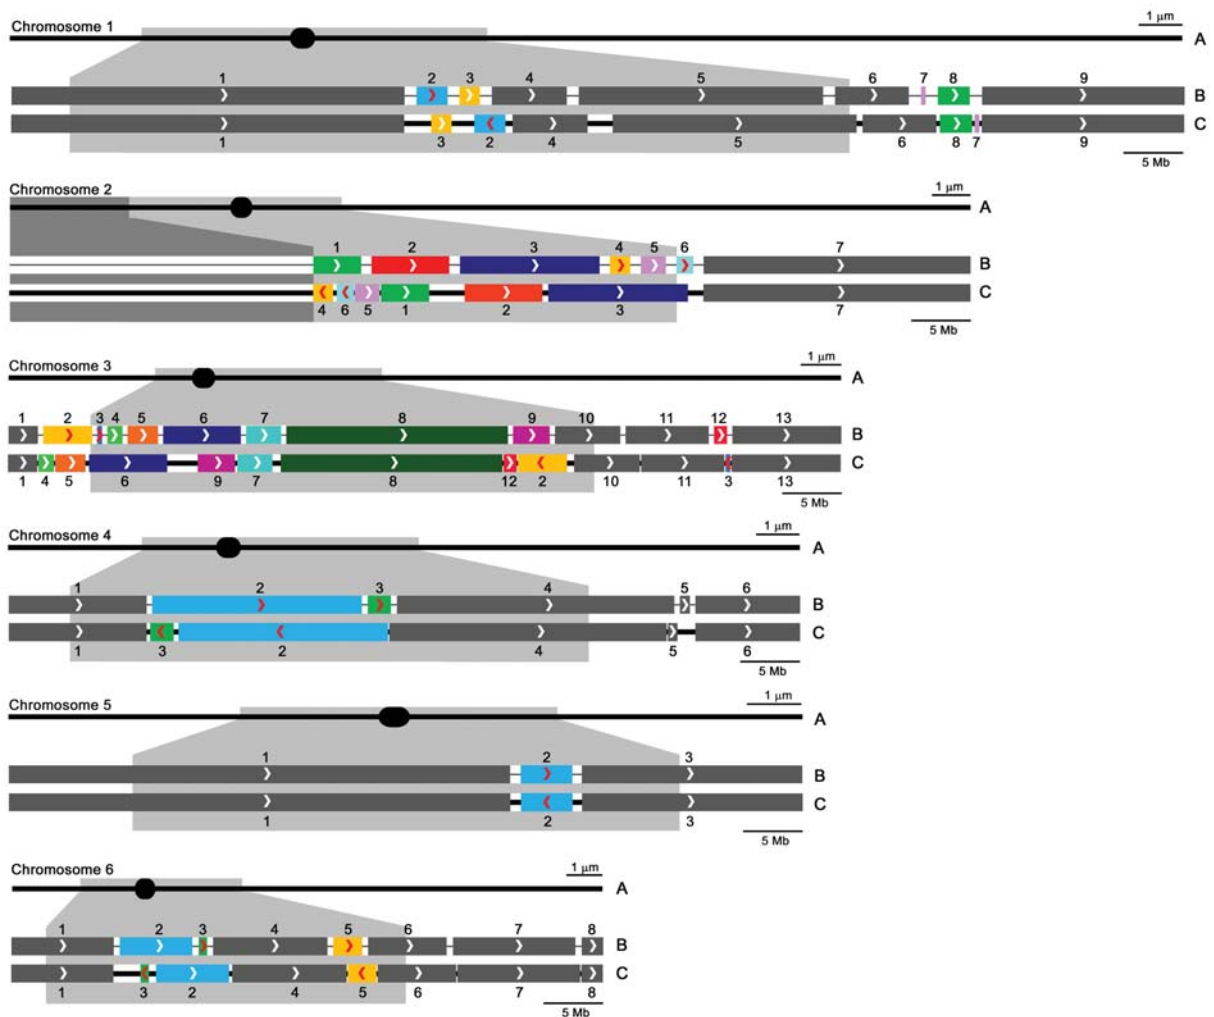 Chromosome 1
1 μm
A
1 2 3 4 5 6 7 8 9
B
C
1 3 2 4 5 6 8 7 9
5 Mb
Chromosome 2
1 μm
A
1 2 3 4 5 6 7
B
C
4 6 5 1 2 3 7
5 Mb
Chromosome 3
1 μm
A
1 2 3 4 5 6 7 8 9 10 11 12 13
B
C
1 4 5 6 9 7 8 12 2 10 11 3 13
5 Mb
Chromosome 4
1 μm
A
1 2 3 4 5 6
B
C
1 3 2 4 5 6
5 Mb
Chromosome 5
1 μm
A
1 2 3
B
C
1 2 3
5 Mb
Chromosome 6
1 μm
A
1 2 3 4 5 6 7 8
B
C
1 3 2 4 5 6 7 8
5 Mb